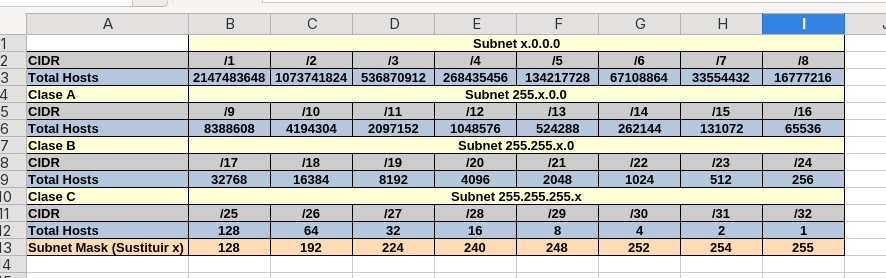 A B C D E F G H I
1 Subnet x.0.0.0
2 CIDR /1 /2 /3 /4 /5 /6 /7 /8
3 Total Hosts 2147483648 1073741824 536870912 268435456 134217728 67108864 33554432 16777216
4 Clase A Subnet 255.x.0.0
5 CIDR /9 /10 /11 /12 /13 /14 /15 /16
6 Total Hosts 8388608 4194304 2097152 1048576 524288 262144 131072 65536
7 Clase B Subnet 255.255.x.0
8 CIDR /17 /18 /19 /20 /21 /22 /23 /24
9 Total Hosts 32768 16384 8192 4096 2048 1024 512 256
10 Clase C Subnet 255.255.255.x
11 CIDR /25 /26 /27 /28 /29 /30 /31 /32
12 Total Hosts 128 64 32 16 8 4 2 1
13 Subnet Mask (Sustituir x) 128 192 224 240 248 252 254 255
14